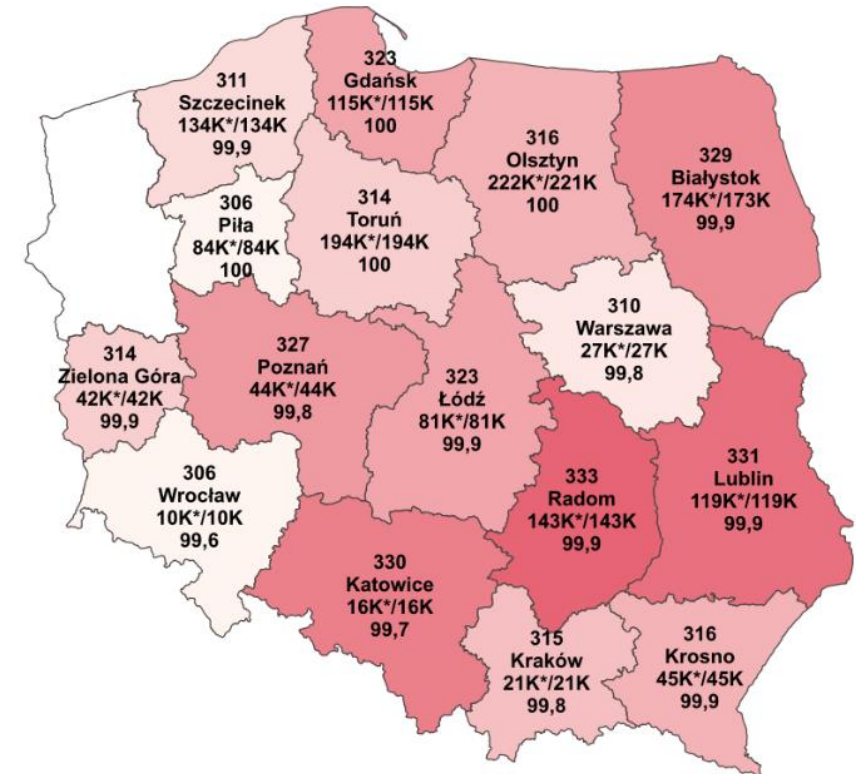 311
Szczecinek
134K*/134K
99,9
323
Gdańsk
115K*/115K
100
316
Olsztyn
222K*/221K
100
329
Białystok
174K*/173K
99,9
306
Piła
84K*/84K
100
314
Toruń
194K*/194K
100
310
Warszawa
27K*/27K
99,8
314
Zielona Góra
42K*/42K
99,9
327
Poznań
44K*/44K
99,8
323
Łódź
81K*/81K
99,9
306
Wrocław
10K*/10K
99,6
333
Radom
143K*/143K
99,9
331
Lublin
119K*/119K
99,9
330
Katowice
16K*/16K
99,7
315
Kraków
21K*/21K
99,8
316
Krosno
45K*/45K
99,9